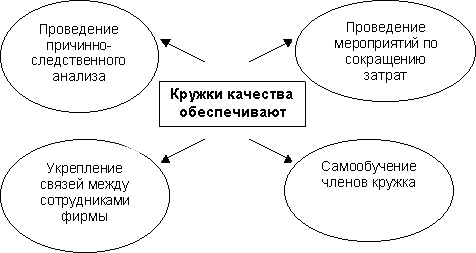 Проведение
причинно-
следственного
анализа
Проведение
мероприятий по
сокращению
затрат
Кружки качества
обеспечивают
Укрепление
связей между
сотрудниками
фирмы
Самообучение
членов кружка